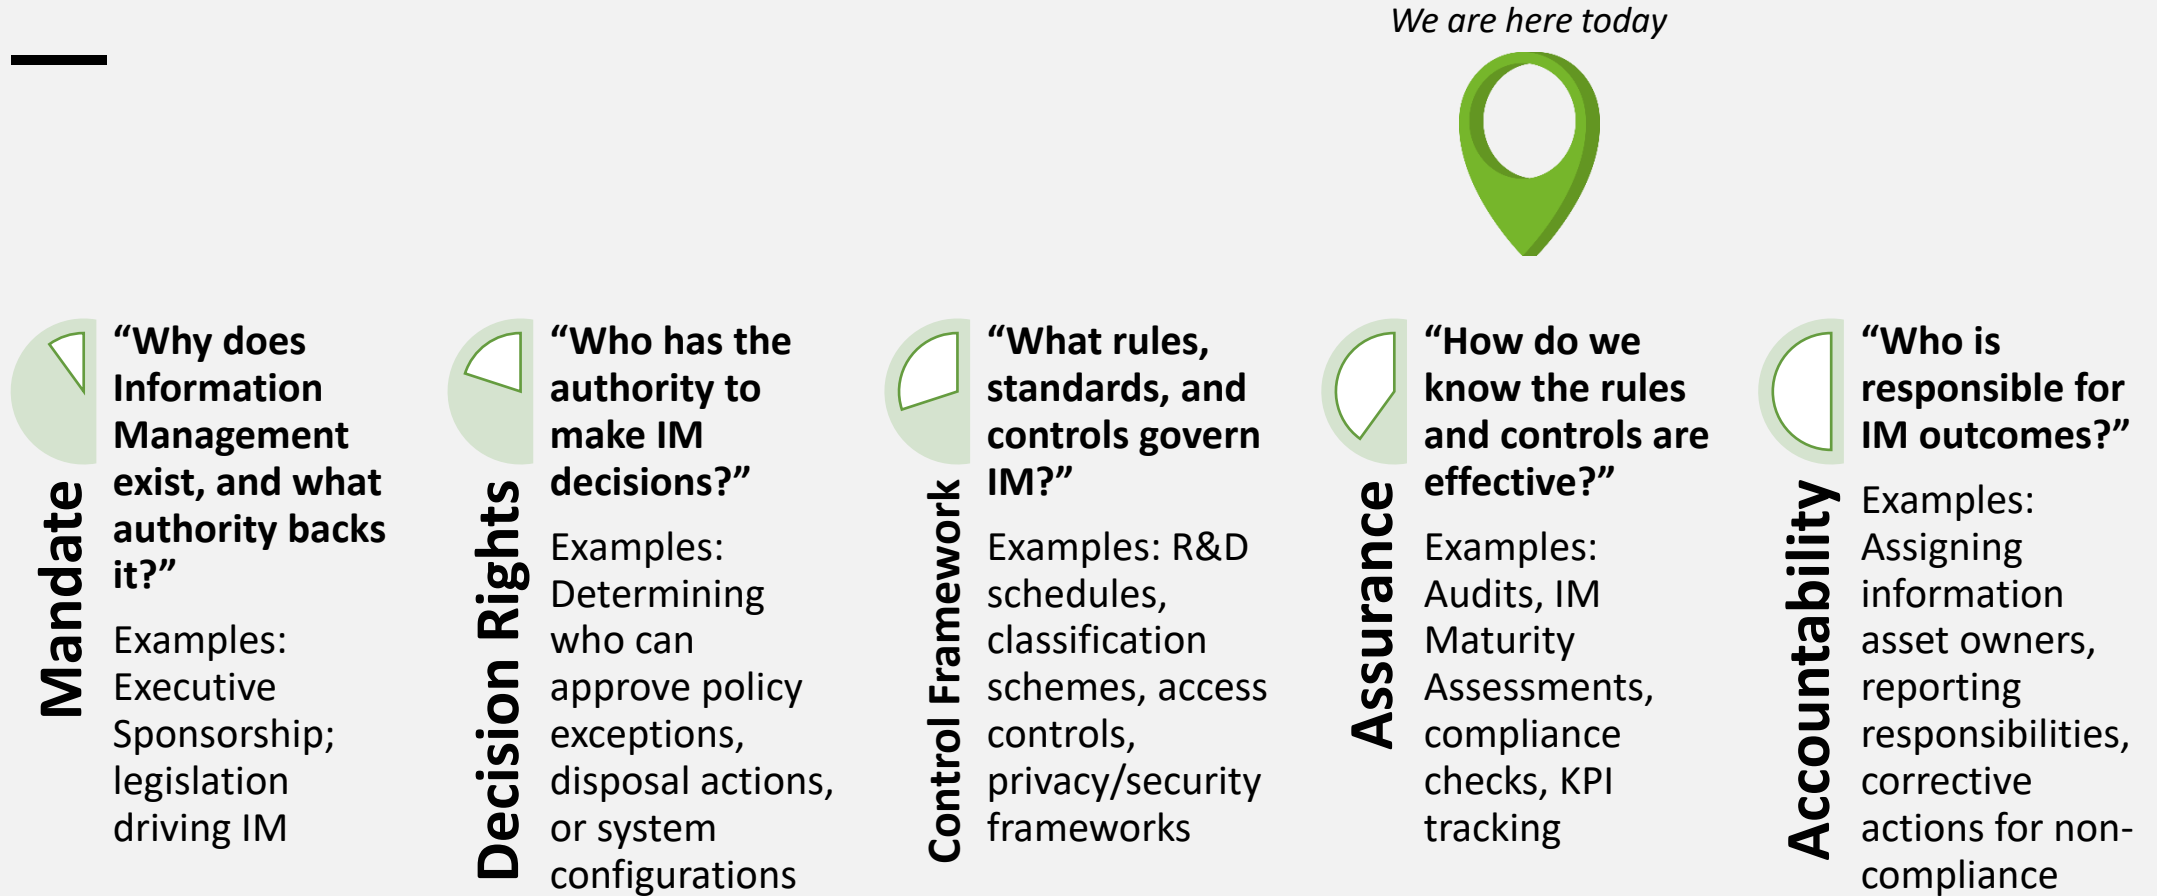 We are here today
Mandate
“Why does
Information
Management
exist, and what
authority backs
it?”
Examples:
Executive
Sponsorship;
legislation
driving IM
Decision Rights
“Who has the
authority to
make IM
decisions?”
Examples:
Determining
who can
approve policy
exceptions,
disposal actions,
or system
configurations
Control Framework
“What rules,
standards, and
controls govern
IM?”
Examples: R&D
schedules,
classification
schemes, access
controls,
privacy/security
frameworks
Assurance
“How do we
know the rules
and controls are
effective?”
Examples:
Audits, IM
Maturity
Assessments,
compliance
checks, KPI
tracking
Accountability
“Who is
responsible for
IM outcomes?”
Examples:
Assigning
information
asset owners,
reporting
responsibilities,
corrective
actions for non-
compliance